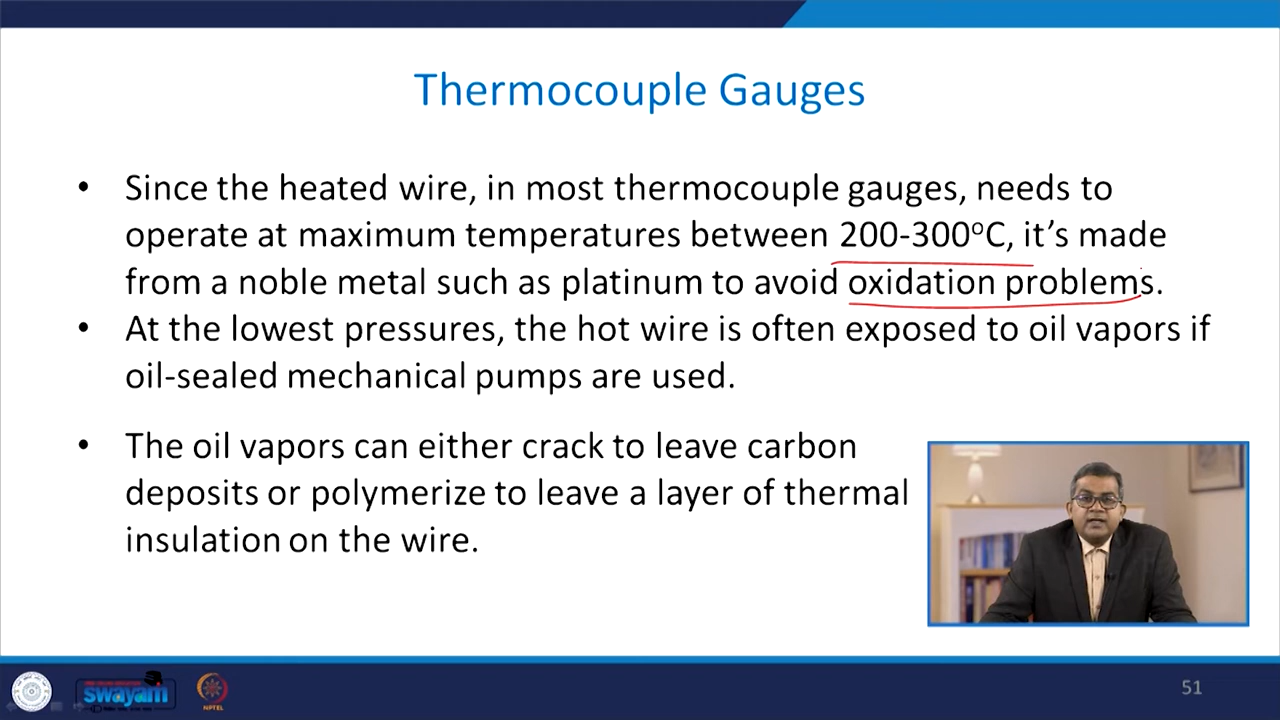 Thermocouple Gauges
• Since the heated wire, in most thermocouple gauges, needs to
operate at maximum temperatures between 200-300°C, it's made
from a noble metal such as platinum to avoid oxidation problems.
• At the lowest pressures, the hot wire is often exposed to oil vapors if
oil-sealed mechanical pumps are used.
• The oil vapors can either crack to leave carbon
deposits or polymerize to leave a layer of thermal
insulation on the wire.
swayam
NPTEL
51